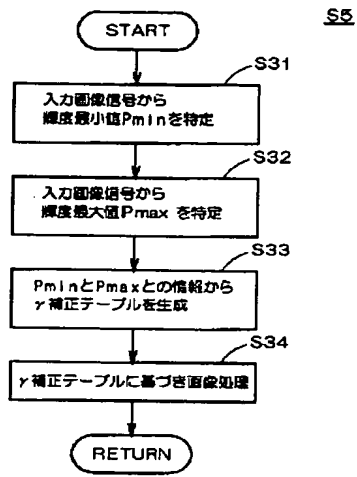 S5
START
S31
入力画像信号から
輝度最小値Pminを特定
S32
入力画像信号から
輝度最大値Pmax を特定
S33
PminとPmaxとの情報から
γ補正テーブルを生成
S34
γ補正テーブルに基づき画像処理
RETURN